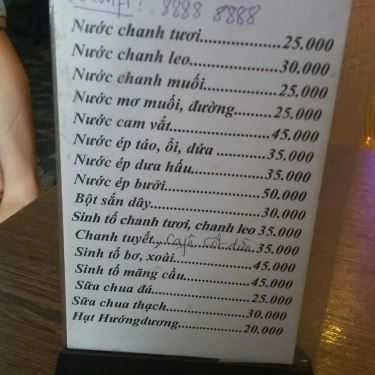 8888 8888
Nước chanh tươi....................25.000
Nước chanh leo.....................30.000
Nước chanh muối..................25.000
Nước mơ muối, đường..........25.000
Nước cam vắt.........................45.000
Nước ép táo, ổi, dứa ..............35.000
Nước ép dưa hấu....................35.000
Nước ép bưởi..........................50.000
Bột sắn dây.............................30.000
Sinh tố chanh tươi, chanh leo 35.000
Chanh tuyết....Cafe cốt dừa 35.000
Sinh tố bơ, xoài......................45.000
Sinh tố mãng cầu...................45.000
Sữa chua đá............................25.000
Sữa chua thạch.......................30.000
Hạt Hướngdương..................20.000